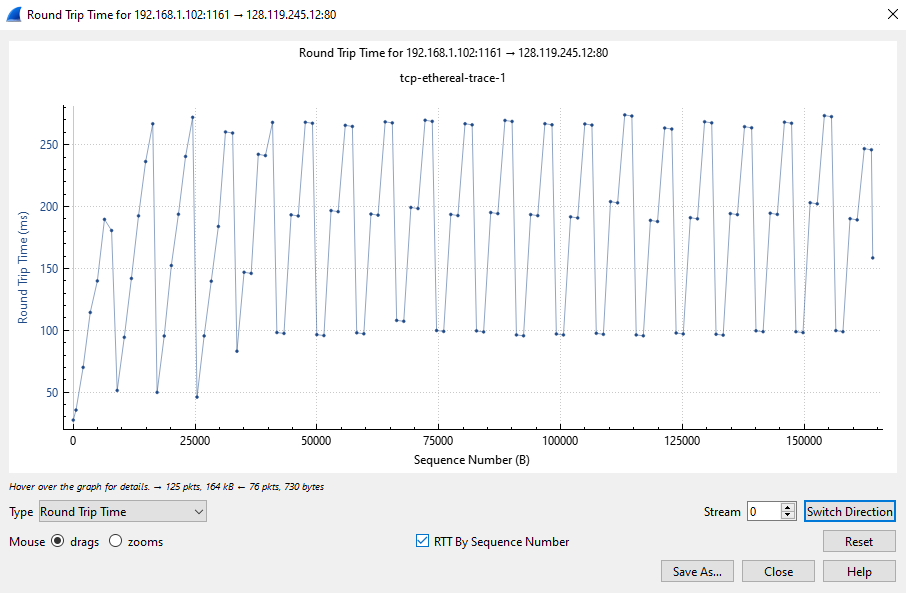 Round Trip Time for 192.168.1.102:1161 → 128.119.245.12:80
Round Trip Time for 192.168.1.102:1161 → 128.119.245.12:80
tcp-ethereal-trace-1
Round Trip Time (ms)
250
200
150
100
50
0 25000 50000 75000 100000 125000 150000
Sequence Number (B)
Hover over the graph for details. → 125 pkts, 164 kB ← 76 pkts, 730 bytes
Type Round Trip Time Stream 0 Switch Direction
Mouse drags zooms RTT By Sequence Number Reset
Save As... Close Help